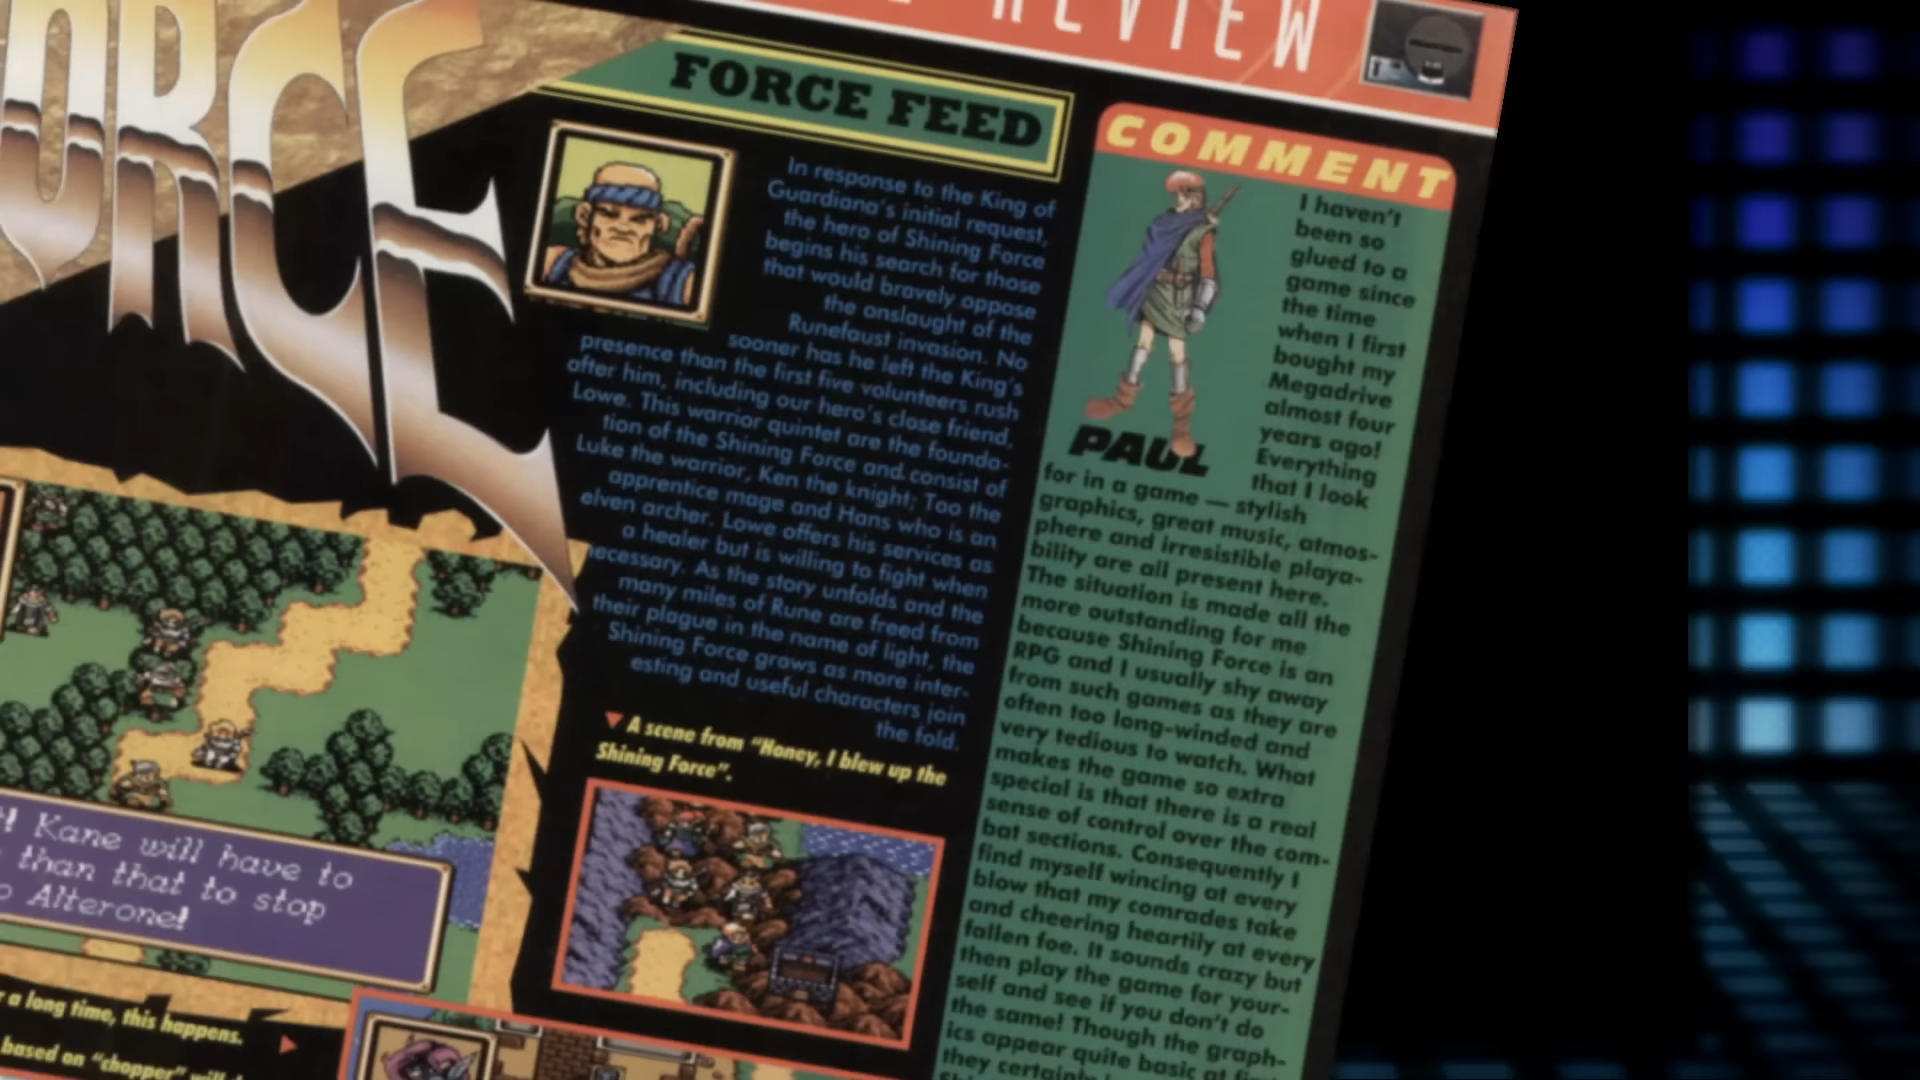 ORCE
REVIEW
FORCE FEED
In response to the King of
Guardiana's initial request,
the hero of Shining Force
begins his search for those
that would bravely oppose
the onslaught of the
Runefaust invasion. No
sooner has he left the King's
presence than the first five volunteers rush
after him, including our hero's close friend,
Lowe. This warrior quintet are the founda-
tion of the Shining Force and consist of
Luke the warrior, Ken the knight; Tao the
apprentice mage and Hans who is an
elven archer. Lowe offers his services as
a healer but is willing to fight when
ecessary. As the story unfolds and the
many miles of Rune are freed from
their plague in the name of light, the
Shining Force grows as more inter-
esting and useful characters join
the fold.
A scene from "Honey, I blew up the
Shining Force".
COMMENT
I haven't
been so
glued to a
game since
the time
when I first
bought my
Megadrive
almost four
years ago!
Everything
that I look
PAUL
for in a game — stylish
graphics, great music, atmos-
phere and irresistible playa-
bility are all present here.
The situation is made all the
more outstanding for me
because Shining Force is an
RPG and I usually shy away
from such games as they are
often too long-winded and
very tedious to watch. What
makes the game so extra
special is that there is a real
sense of control over the com-
bat sections. Consequently I
find myself wincing at every
blow that my comrades take
and cheering heartily at every
fallen foe. It sounds crazy but
then play the game for your-
self and see if you don't do
the same! Though the graph-
ics appear quite basic at
they certainly
! Kane will have to
than that to stop
Alterone!
a long time, this happens.
based on "chopper"